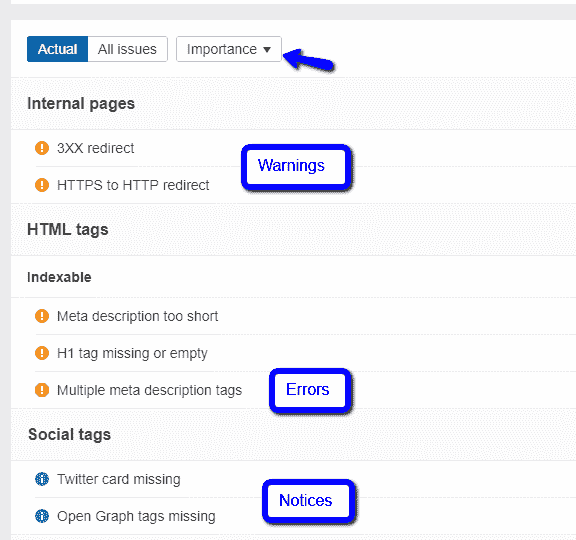 Actual All issues Importance
Internal pages
3XX redirect
Warnings
HTTPS to HTTP redirect
HTML tags
Indexable
Meta description too short
H1 tag missing or empty
Multiple meta description tags Errors
Social tags
Twitter card missing
Notices
Open Graph tags missing